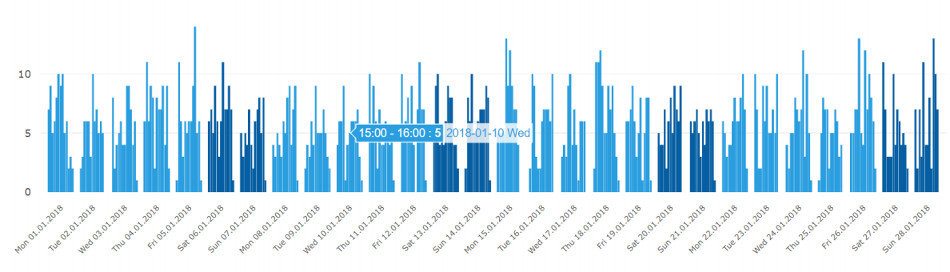 10
5
0
15:00 - 16:00 : 5 2018-01-10 Wed
Mon 01.01.2018
Tue 02.01.2018
Wed 03.01.2018
Thu 04.01.2018
Fri 05.01.2018
Sat 06.01.2018
Sun 07.01.2018
Mon 08.01.2018
Tue 09.01.2018
Wed 10.01.2018
Thu 11.01.2018
Fri 12.01.2018
Sat 13.01.2018
Sun 14.01.2018
Mon 15.01.2018
Tue 16.01.2018
Wed 17.01.2018
Thu 18.01.2018
Fri 19.01.2018
Sat 20.01.2018
Sun 21.01.2018
Mon 22.01.2018
Tue 23.01.2018
Wed 24.01.2018
Thu 25.01.2018
Fri 26.01.2018
Sat 27.01.2018
Sun 28.01.2018